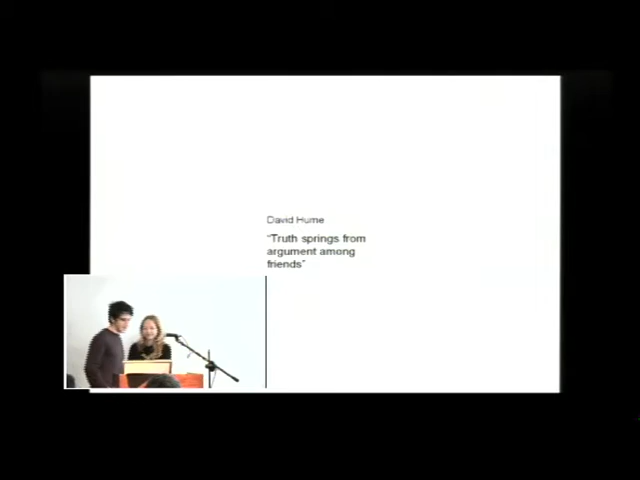 David Hume
"Truth springs from
argument among
friends"